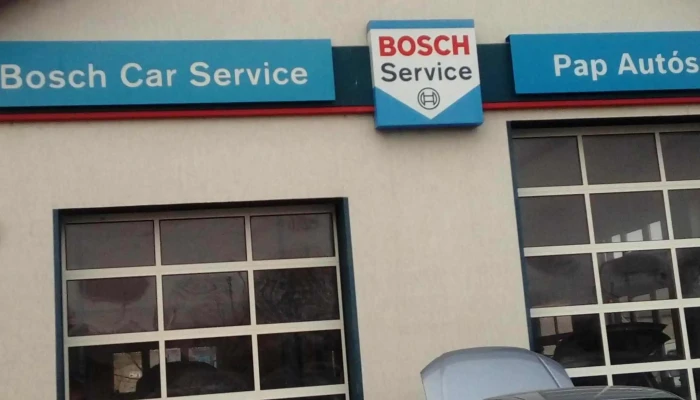 Bosch Car Service
BOSCH
Service
Pap Autós